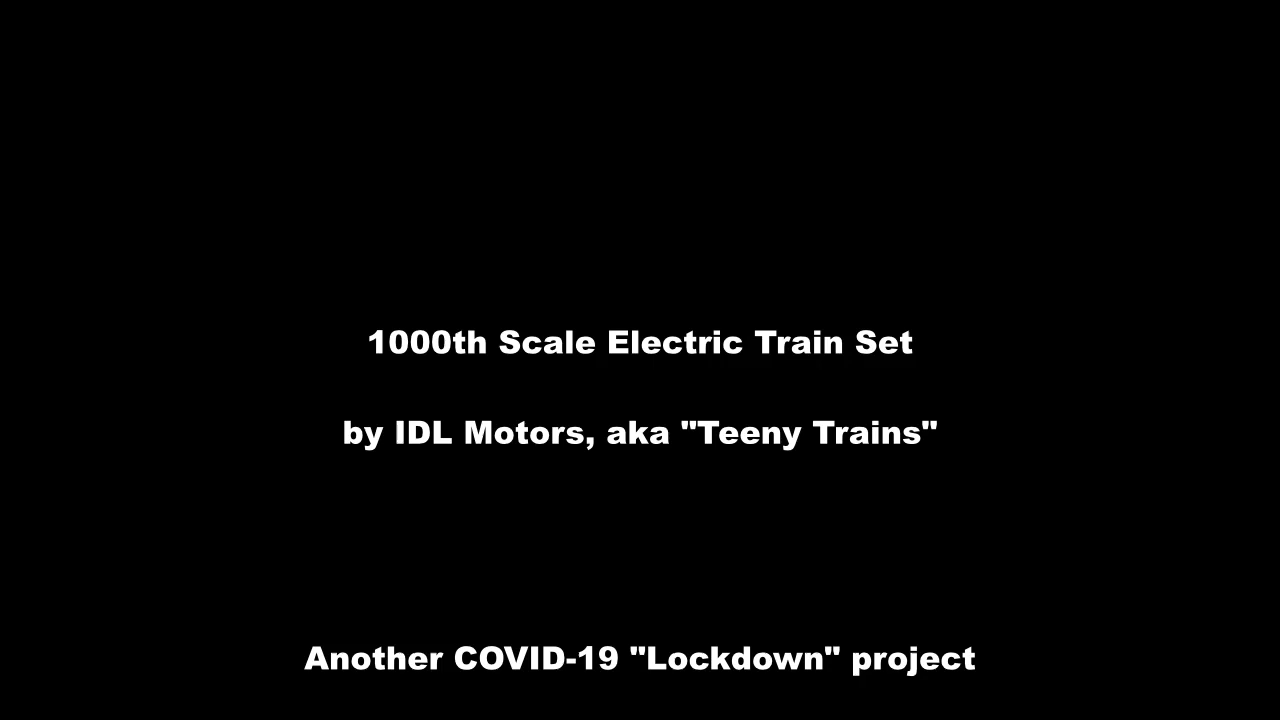 1000th Scale Electric Train Set
by IDL Motors, aka "Teeny Trains"
Another COVID-19 "Lockdown" project